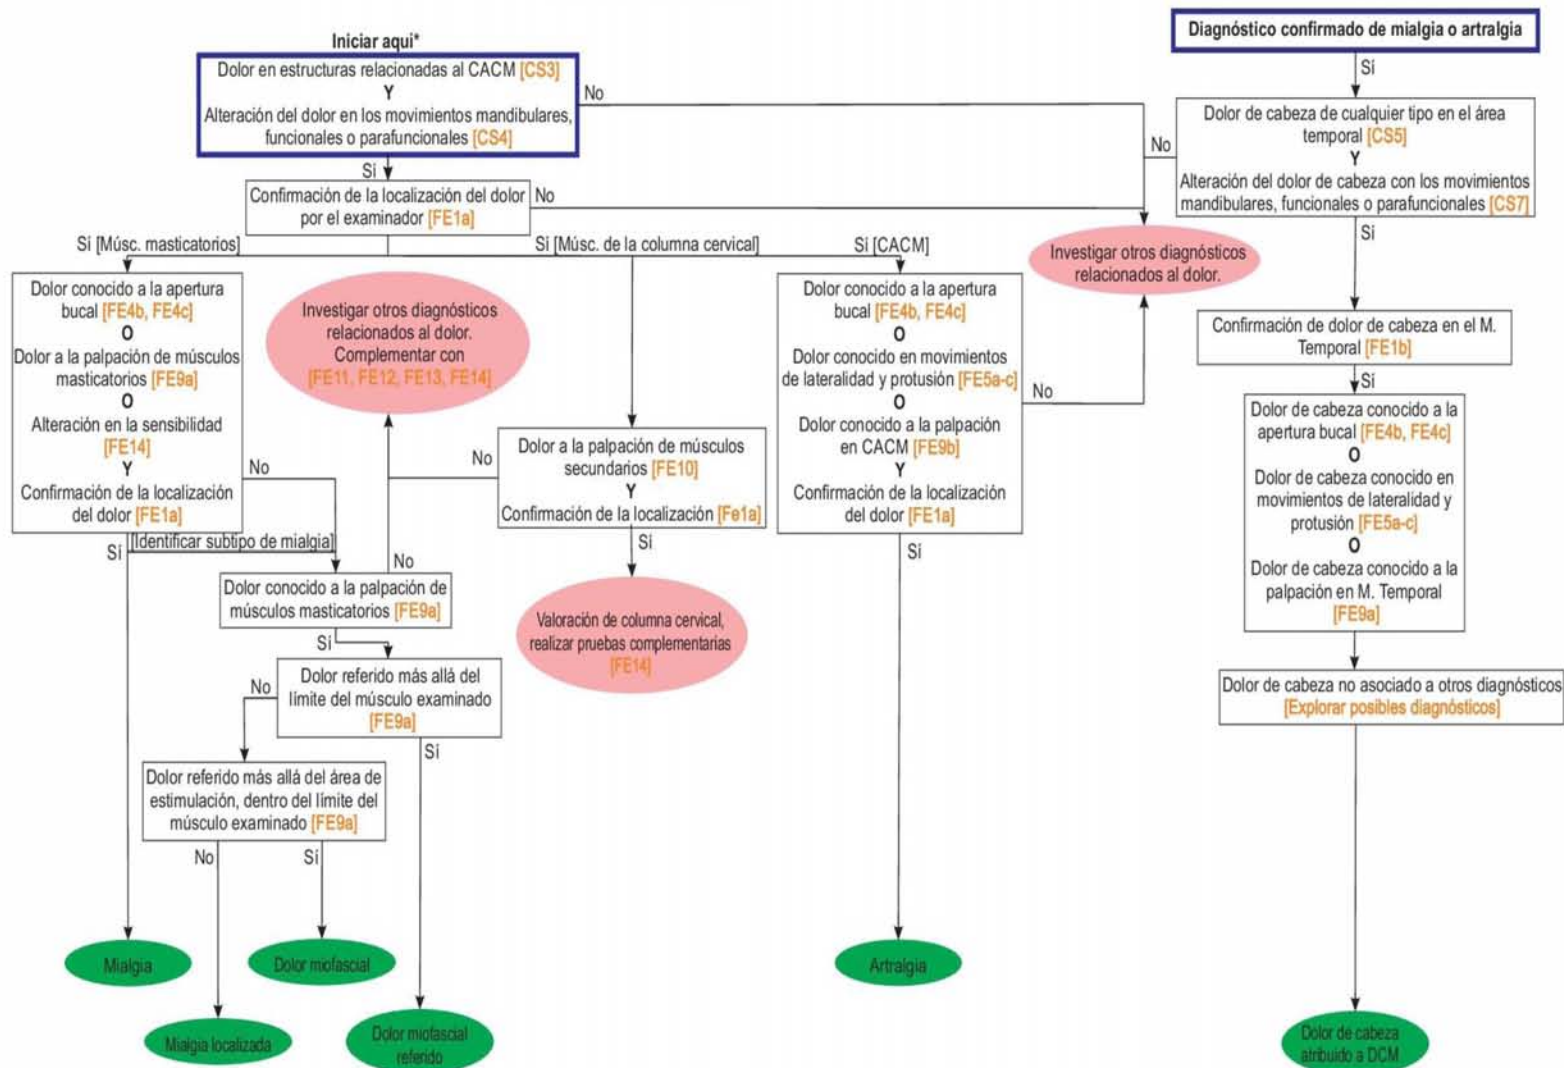 Iniciar aqui*
Dolor en estructuras relacionadas al CACM [CS3]
Y
Alteración del dolor en los movimientos mandibulares,
funcionales o parafuncionales [CS4]
No
Sí
Confirmación de la localización del dolor
por el examinador [FE1a]
No
Si [Músc. masticatorios]
Si [Músc. de la columna cervical]
Si [CACM]
Dolor conocido a la apertura
bucal [FE4b, FE4c]
O
Dolor a la palpación de músculos
masticatorios [FE9a]
O
Alteración en la sensibilidad
[FE14]
Y
Confirmación de la localización
del dolor [FE1a]
No
Sí
[Identificar subtipo de mialgia]
Investigar otros diagnósticos
relacionados al dolor.
Complementar con
[FE11, FE12, FE13, FE14]
No
Dolor a la palpación de músculos
secundarios [FE10]
Y
Confirmación de la localización [Fe1a]
Sí
Valoración de columna cervical,
realizar pruebas complementarias
[FE14]
Dolor conocido a la apertura
bucal [FE4b, FE4c]
O
Dolor conocido en movimientos
de lateralidad y protusión [FE5a-c]
O
Dolor conocido a la palpación
en CACM [FE9b]
Y
Confirmación de la localización
del dolor [FE1a]
No
Sí
No
Dolor conocido a la palpación de
músculos masticatorios [FE9a]
Sí
Dolor referido más allá del
límite del músculo examinado
[FE9a]
No
Sí
Dolor referido más allá del área de
estimulación, dentro del límite del
músculo examinado [FE9a]
No
Sí
Mialgia
Dolor miofascial
Mialgia localizada
Dolor miofascial
referido
Artralgia
Diagnóstico confirmado de mialgia o artralgia
Sí
Dolor de cabeza de cualquier tipo en el área
temporal [CS5]
Y
Alteración del dolor de cabeza con los movimientos
mandibulares, funcionales o parafuncionales [CS7]
No
Sí
Investigar otros diagnósticos
relacionados al dolor.
Confirmación de dolor de cabeza en el M.
Temporal [FE1b]
Sí
Dolor de cabeza conocido a la
apertura bucal [FE4b, FE4c]
O
Dolor de cabeza conocido en
movimientos de lateralidad y
protusión [FE5a-c]
O
Dolor de cabeza conocido a la
palpación en M. Temporal
[FE9a]
Dolor de cabeza no asociado a otros diagnósticos
[Explorar posibles diagnósticos]
Dolor de cabeza
atribuido a DCM